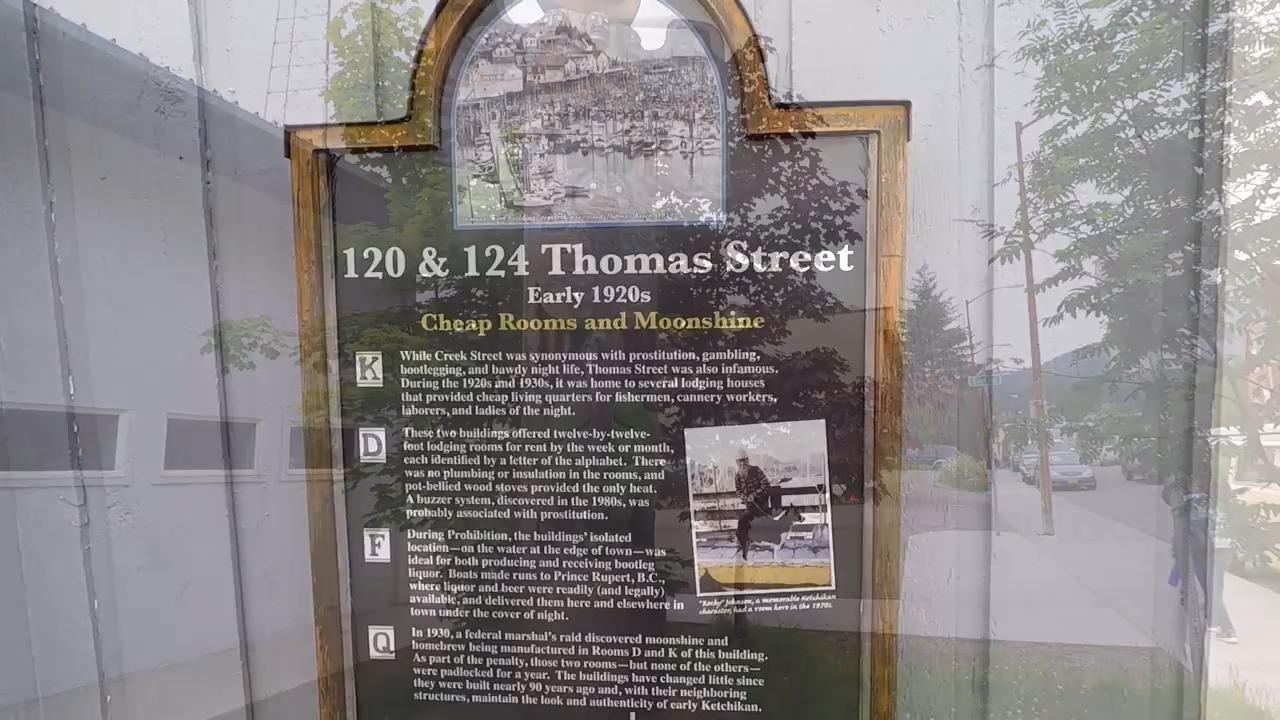 120 & 124 Thomas Street
Early 1920s
Cheap Rooms and Moonshine
K
While Creek Street was synonymous with prostitution, gambling,
bootlegging, and bawdy night life, Thomas Street was also infamous.
During the 1920s and 1930s, it was home to several lodging houses
that provided cheap living quarters for fishermen, cannery workers,
laborers, and ladies of the night.
D
These two buildings offered twelve-by-twelve-
foot lodging rooms for rent by the week or month,
each identified by a letter of the alphabet. There
was no plumbing or insulation in the rooms, and
pot-bellied wood stoves provided the only heat.
A buzzer system, discovered in the 1980s, was
probably associated with prostitution.
F
During Prohibition, the buildings' isolated
location—on the water at the edge of town—was
ideal for both producing and receiving bootleg
liquor. Boats made runs to Prince Rupert, B.C.,
where liquor and beer were readily (and legally)
available, and delivered them here and elsewhere in
town under the cover of night.
"Rocky" Johnson, a memorable Ketchikan
character, had a room here in the 1970s.
Q
In 1930, a federal marshal's raid discovered moonshine and
homebrew being manufactured in Rooms D and K of this building.
As part of the penalty, those two rooms—but none of the others—
were padlocked for a year. The buildings have changed little since
they were built nearly 90 years ago and, with their neighboring
structures, maintain the look and authenticity of early Ketchikan.